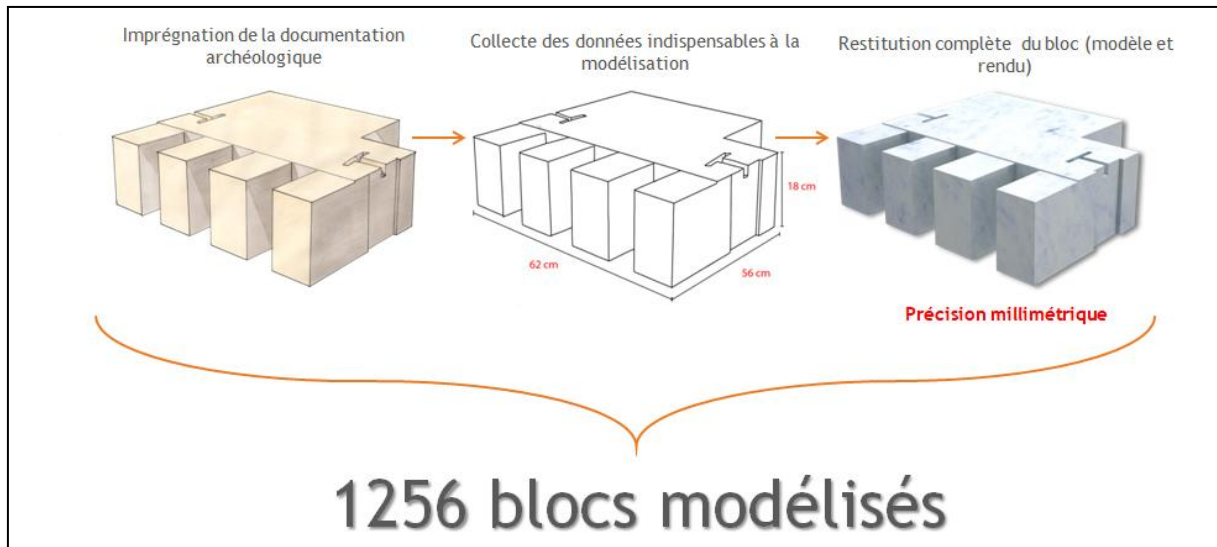 Imprégnation de la documentation
archéologique
Collecte des données indispensables à la
modélisation
Restitution complète du bloc (modèle et
rendu)
18 cm
62 cm
56 cm
Précision millimétrique
1256 blocs modélisés